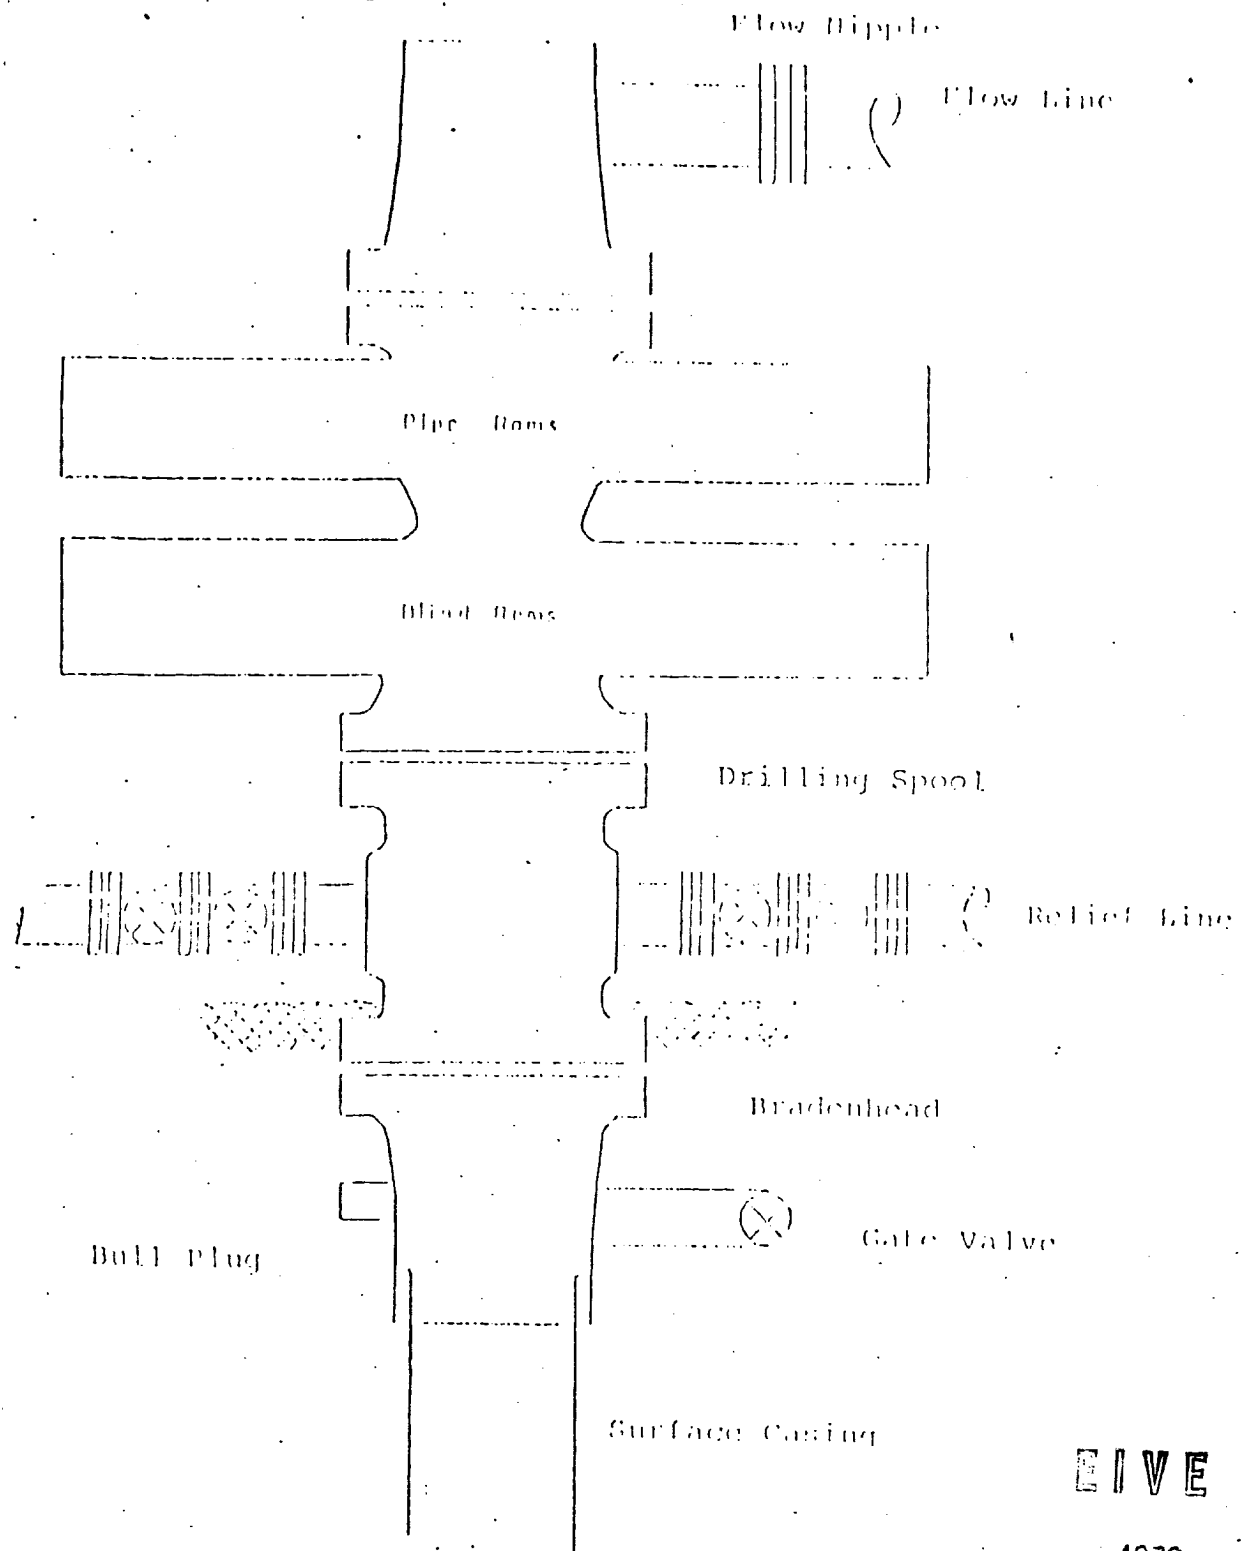 Flow Nipple
Flow Line
Pipe Rams
Blind Rams
Drilling Spool
Relief Line
Bradenhead
Bull Plug
Gate Valve
Surface Casing
EIVE